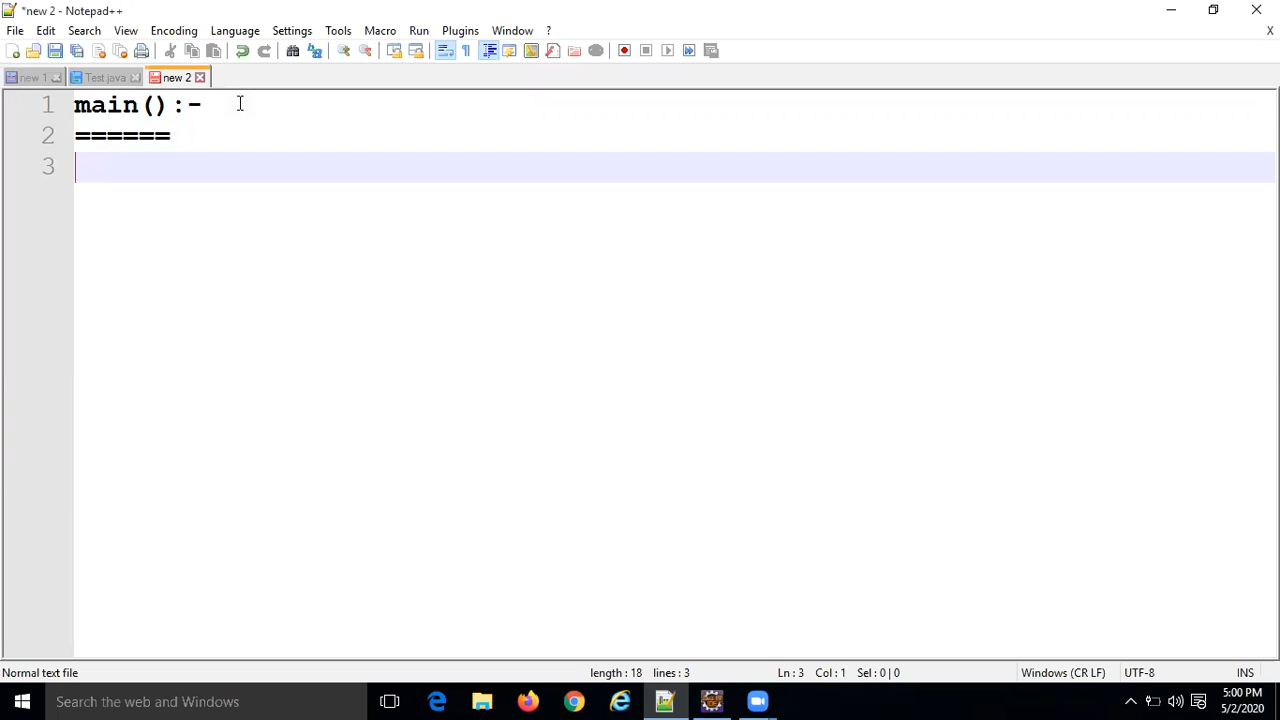 *new 2 - Notepad++
File Edit Search View Encoding Language Settings Tools Macro Run Plugins Window ? X
new 1 Test.java new 2
1 main():-
2 ======
3
Normal text file length : 18 lines : 3 Ln : 3 Col : 1 Sel : 0 | 0 Windows (CR LF) UTF-8 INS
Search the web and Windows
5:00 PM
5/2/2020